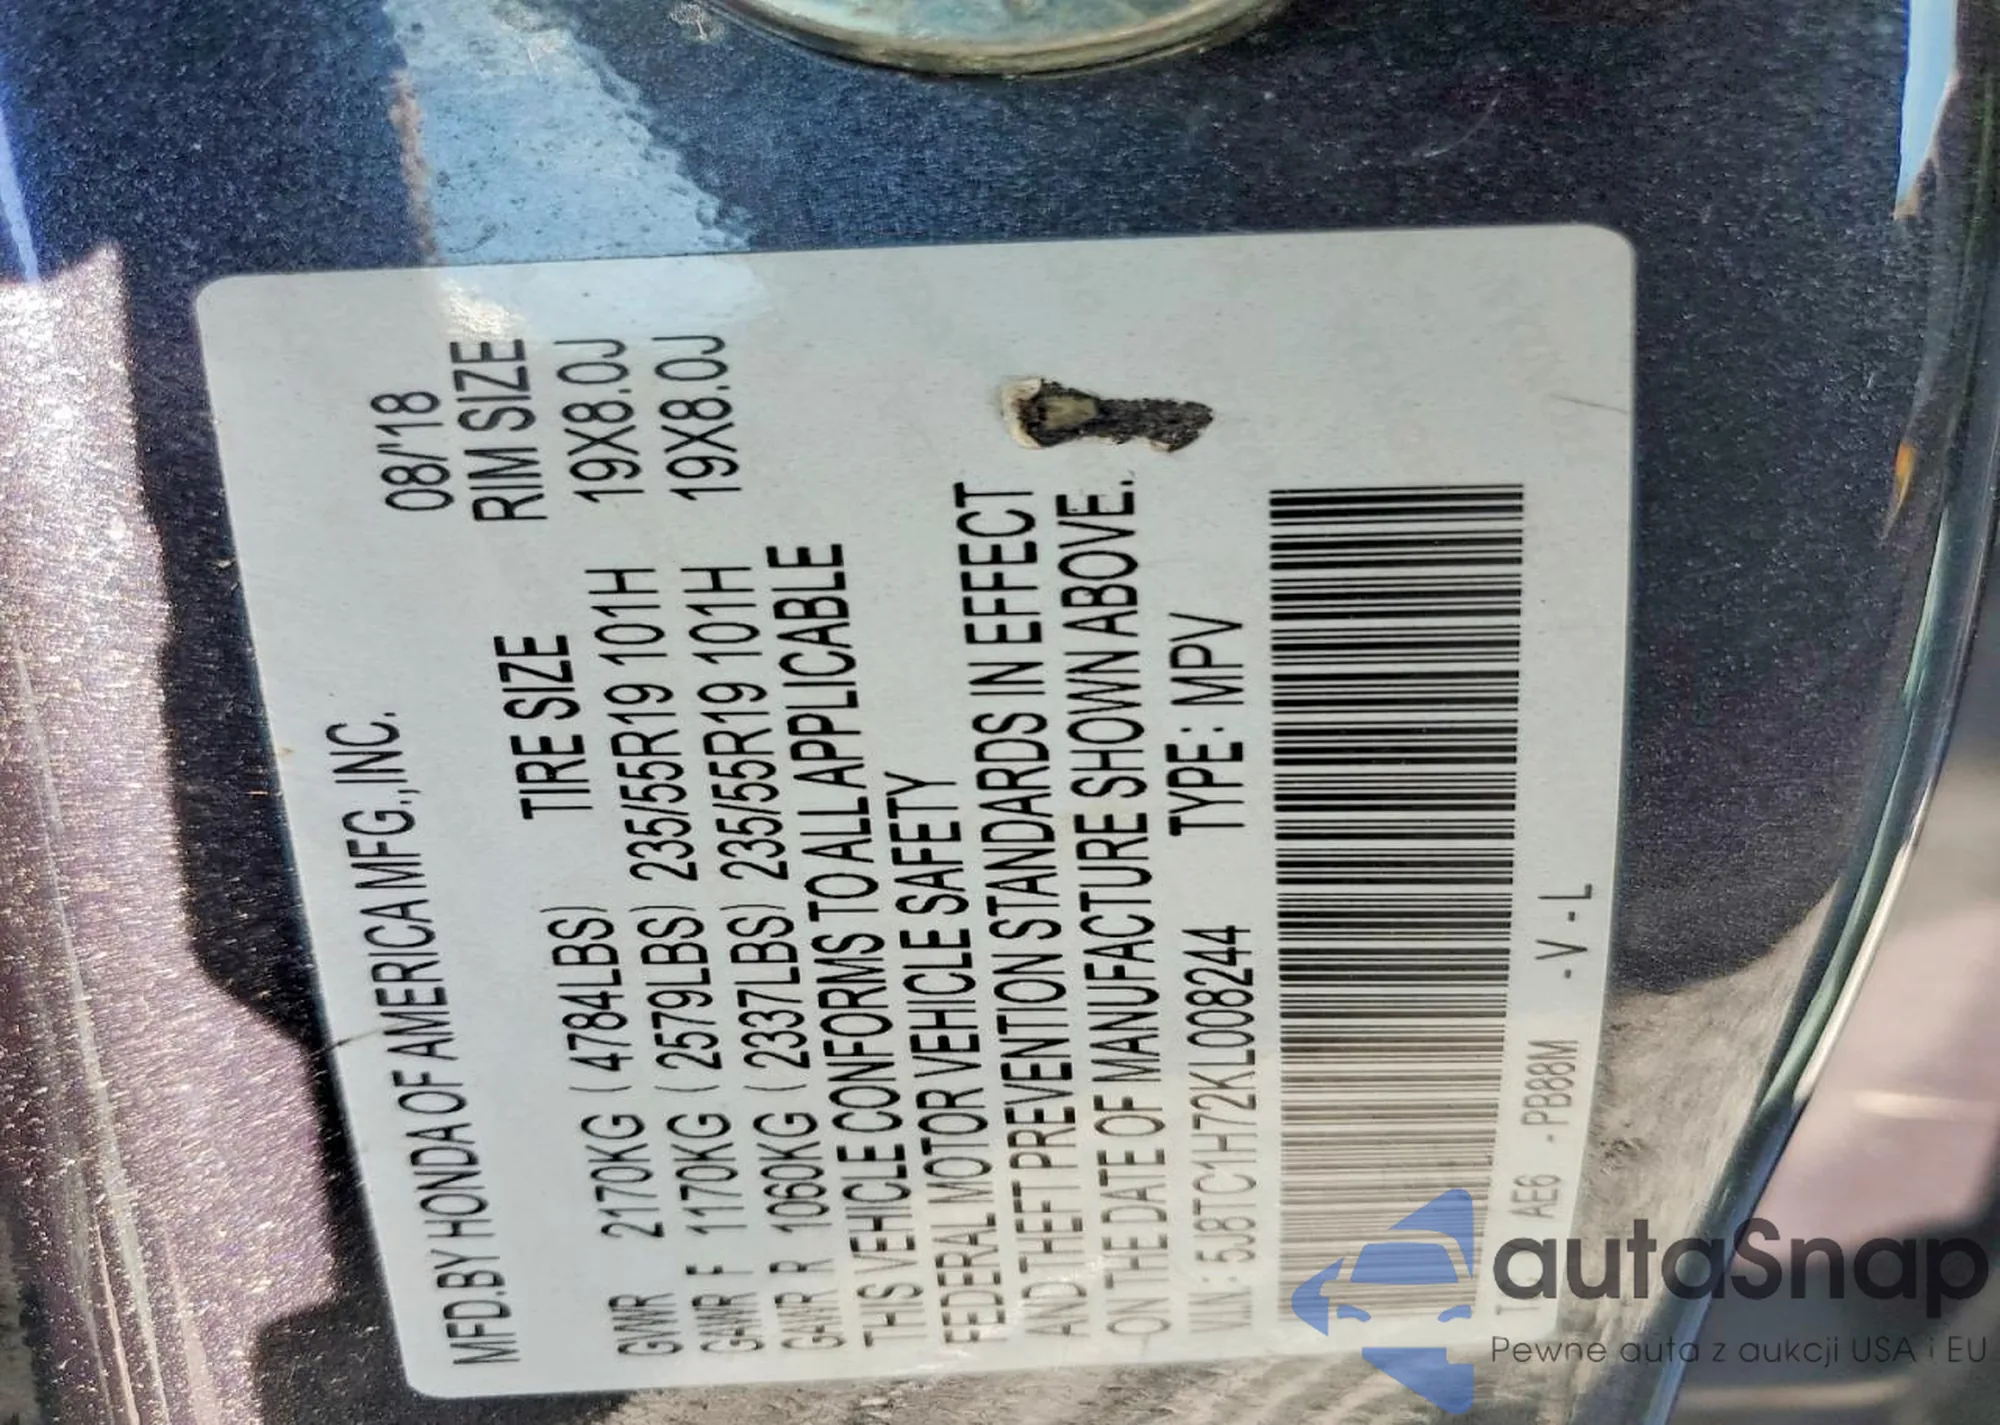 MFD.BY HONDA OF AMERICA MFG.,INC.
08/'18
TIRE SIZE RIM SIZE
GVWR 2170KG ( 4784LBS)
GAWR F 1170KG ( 2579LBS) 235/55R19 101H 19X8.0J
GAWR R 1060KG ( 2337LBS) 235/55R19 101H 19X8.0J
THIS VEHICLE CONFORMS TO ALL APPLICABLE
FEDERAL MOTOR VEHICLE SAFETY
AND THEFT PREVENTION STANDARDS IN EFFECT
ON THE DATE OF MANUFACTURE SHOWN ABOVE.
VIN : 5J8TC1H72KL008244 TYPE : MPV
AE6 -PB88M -V-L
autaSnap
Pewne auta z aukcji USA i EU